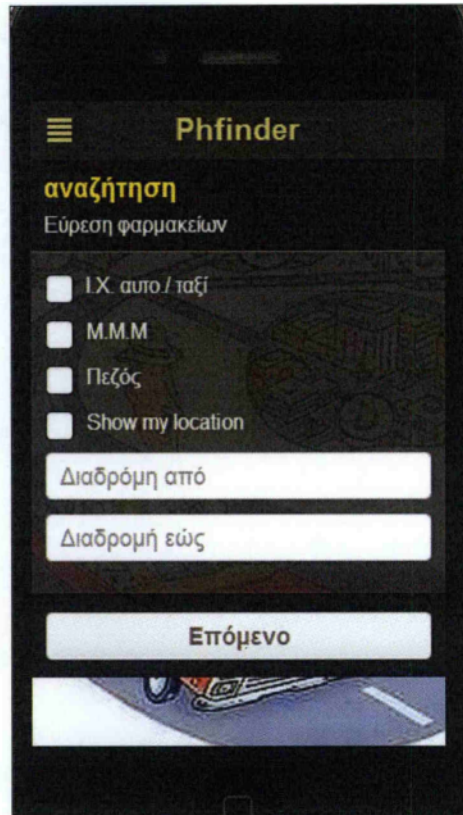 Phfinder
αναζήτηση
Εύρεση φαρμακείων
Ι.Χ. αυτο./ ταξί
Μ.Μ.Μ
Πεζός
Show my location
Διαδρόμη από
Διαδρομή εώς
Επόμενο